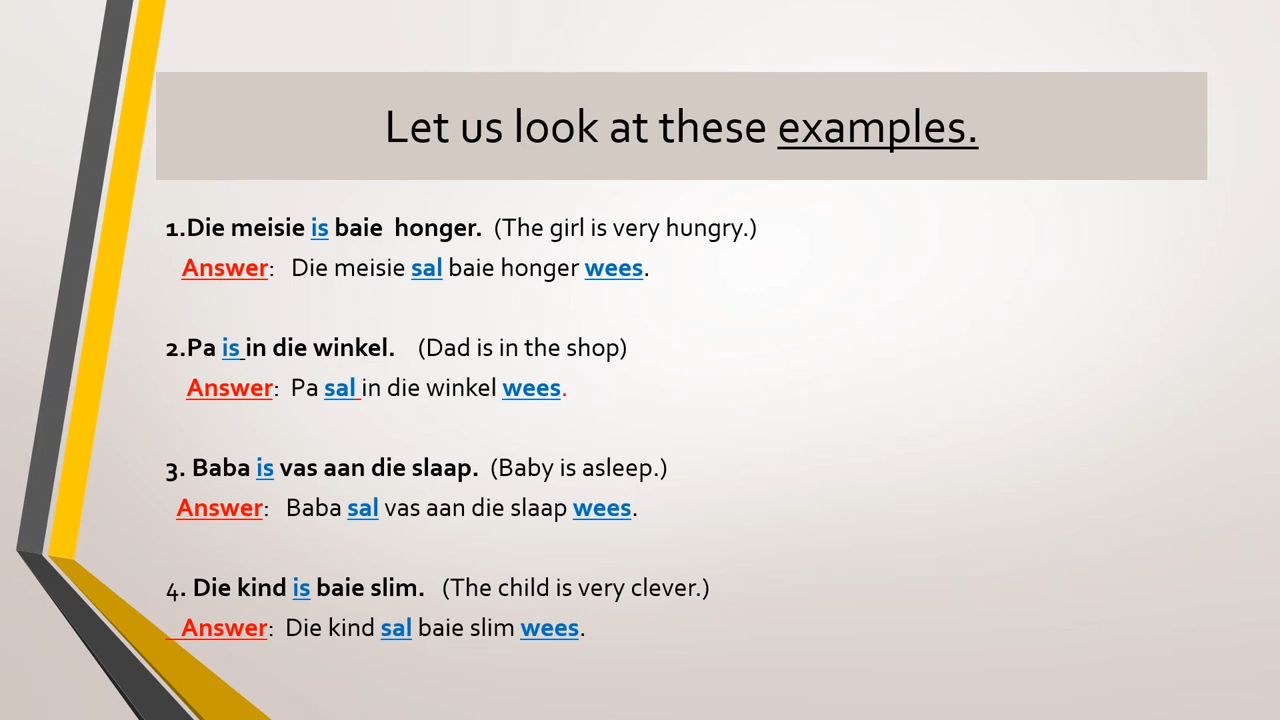 Let us look at these examples.
1.Die meisie is baie  honger.  (The girl is very hungry.)
Answer:   Die meisie sal baie honger wees.
2.Pa is in die winkel.   (Dad is in the shop)
Answer:  Pa sal in die winkel wees.
3. Baba is vas aan die slaap.  (Baby is asleep.)
Answer:   Baba sal vas aan die slaap wees.
4. Die kind is baie slim.   (The child is very clever.)
Answer:  Die kind sal baie slim wees.